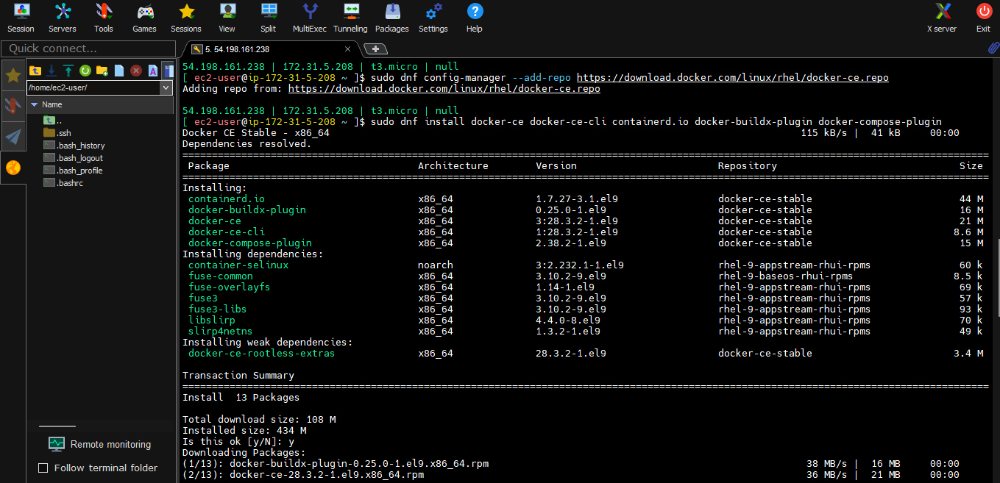 Session Servers Tools Games Sessions View Split MultiExec Tunneling Packages Settings Help X server Exit
Quick connect...
5. 54.198.161.238
/home/ec2-user/
Name
..
.ssh
.bash_history
.bash_logout
.bash_profile
.bashrc
Remote monitoring
Follow terminal folder
54.198.161.238 | 172.31.5.208 | t3.micro | null
[ ec2-user@ip-172-31-5-208 ~ ]$ sudo dnf config-manager --add-repo https://download.docker.com/linux/rhel/docker-ce.repo
Adding repo from: https://download.docker.com/linux/rhel/docker-ce.repo
54.198.161.238 | 172.31.5.208 | t3.micro | null
[ ec2-user@ip-172-31-5-208 ~ ]$ sudo dnf install docker-ce docker-ce-cli containerd.io docker-buildx-plugin docker-compose-plugin
Docker CE Stable - x86_64 115 kB/s | 41 kB 00:00
Dependencies resolved.
Package Architecture Version Repository Size
Installing:
containerd.io x86_64 1.7.27-3.1.el9 docker-ce-stable 44 M
docker-buildx-plugin x86_64 0.25.0-1.el9 docker-ce-stable 16 M
docker-ce x86_64 3:28.3.2-1.el9 docker-ce-stable 21 M
docker-ce-cli x86_64 1:28.3.2-1.el9 docker-ce-stable 8.6 M
docker-compose-plugin x86_64 2.38.2-1.el9 docker-ce-stable 15 M
Installing dependencies:
container-selinux noarch 3:2.232.1-1.el9 rhel-9-appstream-rhui-rpms 60 k
fuse-common x86_64 3.10.2-9.el9 rhel-9-baseos-rhui-rpms 8.5 k
fuse-overlayfs x86_64 1.14-1.el9 rhel-9-appstream-rhui-rpms 69 k
fuse3 x86_64 3.10.2-9.el9 rhel-9-appstream-rhui-rpms 57 k
fuse3-libs x86_64 3.10.2-9.el9 rhel-9-appstream-rhui-rpms 93 k
libslirp x86_64 4.4.0-8.el9 rhel-9-appstream-rhui-rpms 70 k
slirp4netns x86_64 1.3.2-1.el9 rhel-9-appstream-rhui-rpms 49 k
Installing weak dependencies:
docker-ce-rootless-extras x86_64 28.3.2-1.el9 docker-ce-stable 3.4 M
Transaction Summary
Install 13 Packages
Total download size: 108 M
Installed size: 434 M
Is this ok [y/N]: y
Downloading Packages:
(1/13): docker-buildx-plugin-0.25.0-1.el9.x86_64.rpm 38 MB/s | 16 MB 00:00
(2/13): docker-ce-28.3.2-1.el9.x86_64.rpm 36 MB/s | 21 MB 00:00